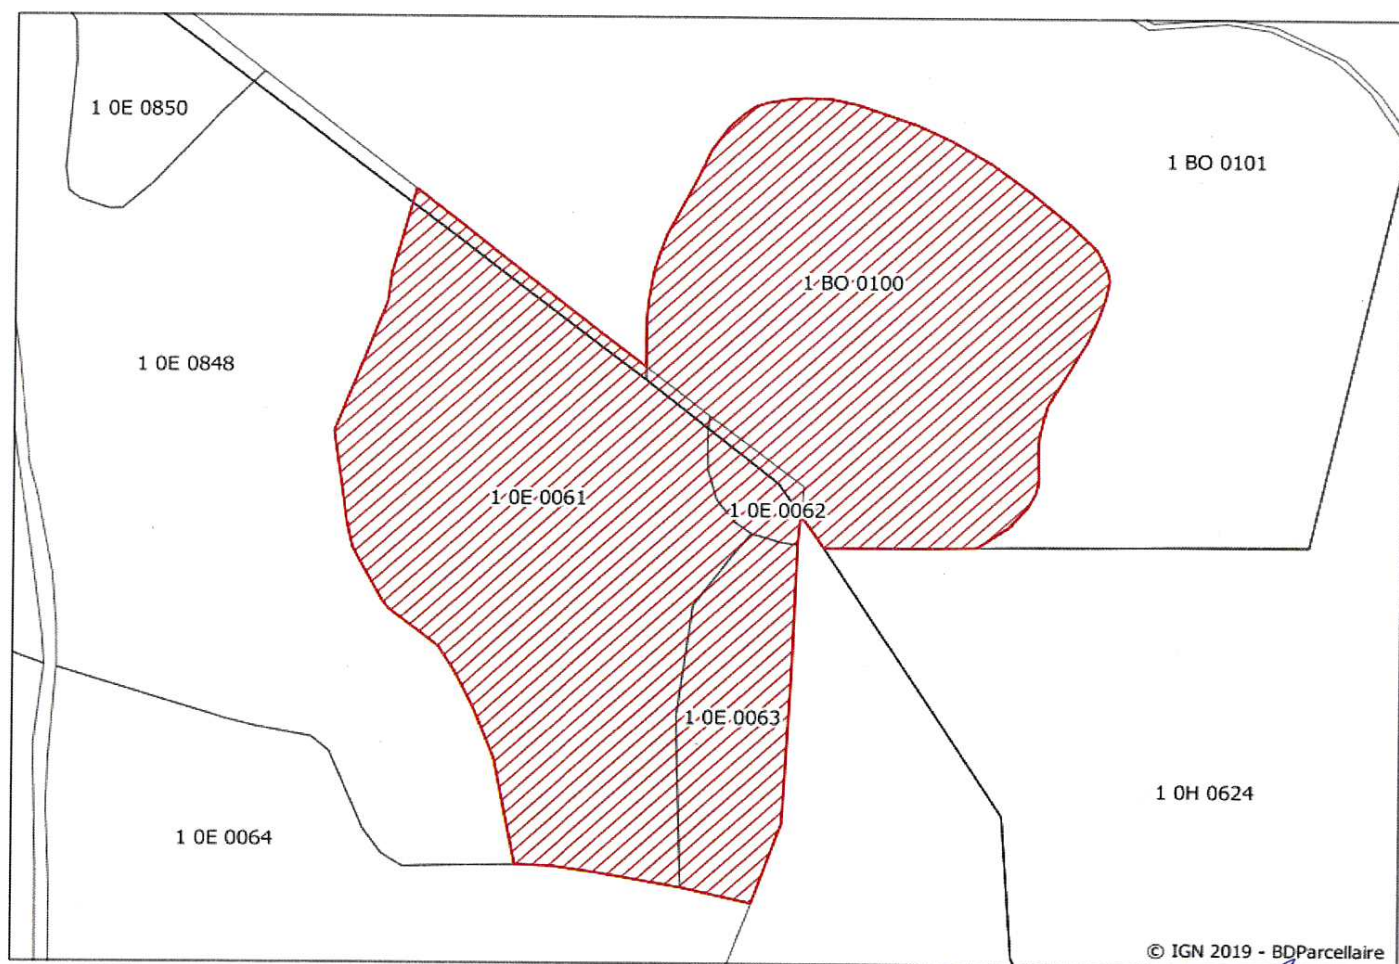 1 0E 0850
1 BO 0101
1 BO 0100
1 0E 0848
1 0E 0061
1 0E 0062
1 0E 0063
1 0H 0624
1 0E 0064
© IGN 2019 - BDParcellaire